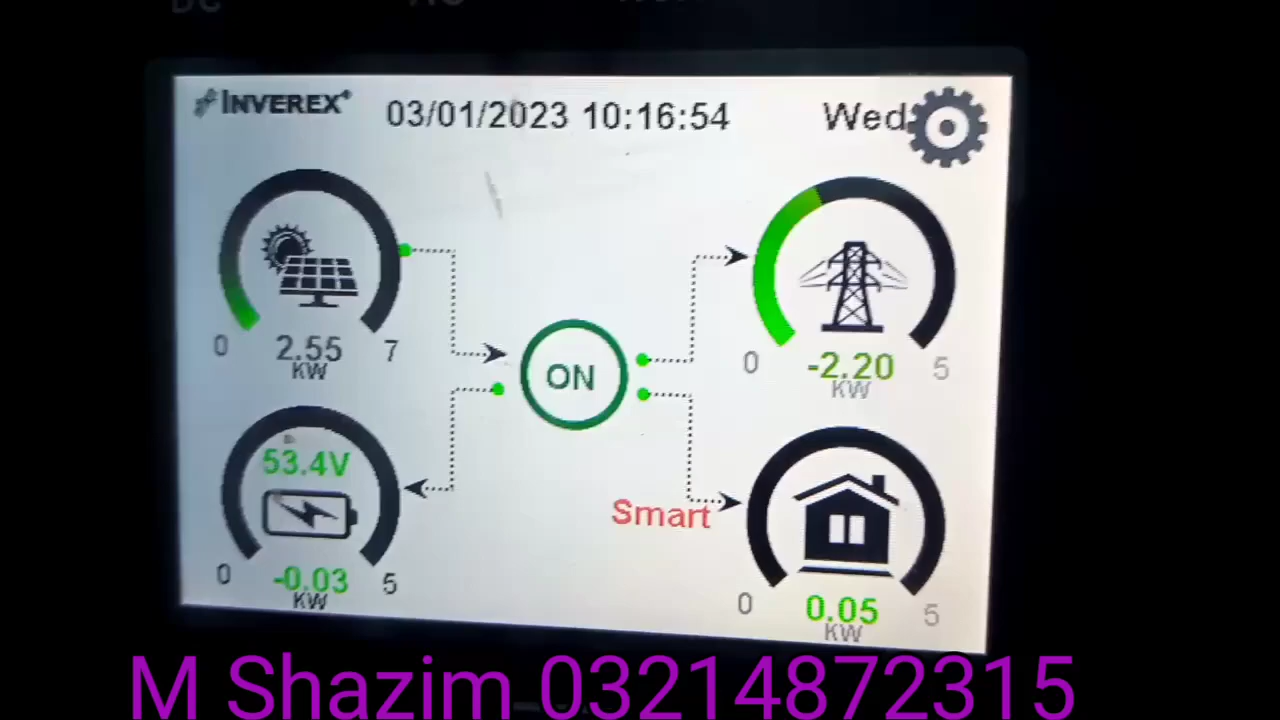 INVEREX
03/01/2023 10:16:54
Wed
0 2.55 7
KW
ON
0 -2.20 5
KW
53.4V
0 -0.03 5
KW
Smart
0 0.05 5
KW
M Shazim 03214872315